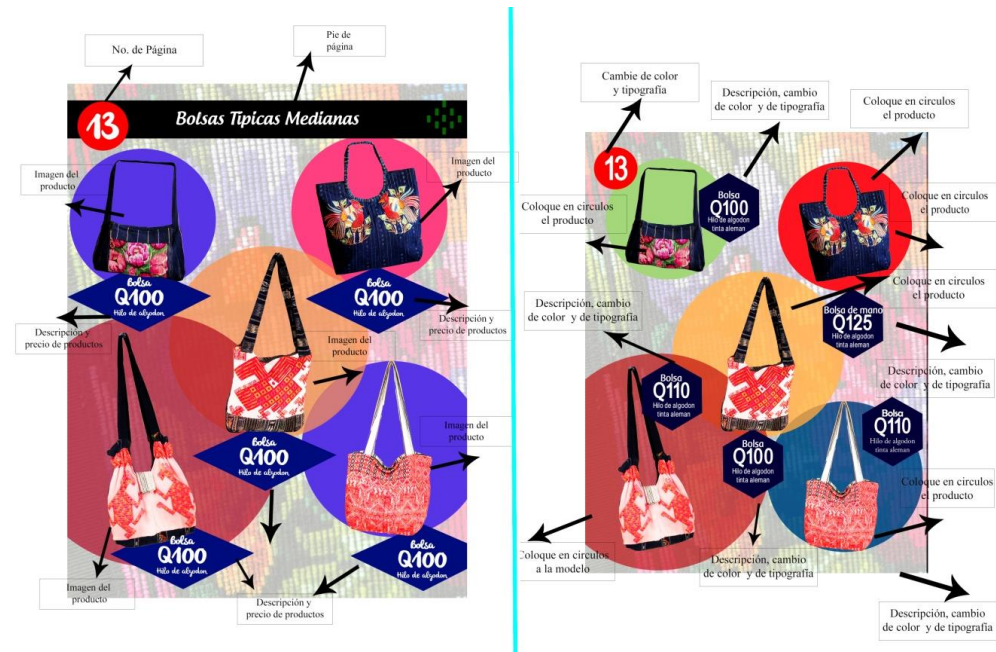 No. de Página
Pie de
página
13
Bolsas Tipicas Medianas
Imagen del
producto
Imagen del
producto
Bolsa
Q100
Hilo de algodon
Bolsa
Q100
Hilo de algodon
Descripción y
precio de productos
Descripción y
precio de productos
Imagen del
producto
Imagen del
producto
Bolsa
Q100
Hilo de algodon
Bolsa
Q100
Hilo de algodon
Bolsa
Q100
Hilo de algodon
Imagen del
producto
Descripción y
precio de productos
Cambie de color
y tipografía
Descripción, cambio
de color y de tipografía
Coloque en circulos
el producto
13
Bolsa
Q100
Hilo de algodon
tinta aleman
Coloque en circulos
el producto
Coloque en circulos
el producto
Coloque en circulos
el producto
Descripción, cambio
de color y de tipografía
Bolsa de mano
Q125
Hilo de algodon
tinta aleman
Bolsa
Q110
Hilo de algodon
tinta aleman
Descripción, cambio
de color y de tipografía
Bolsa
Q110
Hilo de algodon
tinta aleman
Bolsa
Q100
Hilo de algodon
tinta aleman
Coloque en circulos
el producto
Coloque en circulos
a la modelo
Descripción, cambio
de color y de tipografía
Descripción, cambio
de color y de tipografía